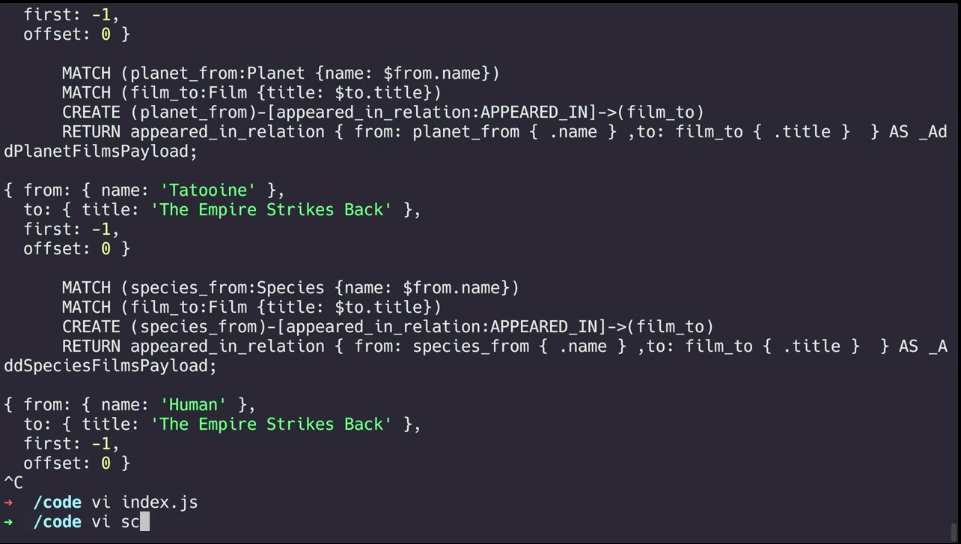 first: -1,
offset: 0 }
MATCH (planet_from:Planet {name: $from.name})
MATCH (film_to:Film {title: $to.title})
CREATE (planet_from)-[appeared_in_relation:APPEARED_IN]->(film_to)
RETURN appeared_in_relation { from: planet_from { .name } ,to: film_to { .title }  } AS _Ad
dPlanetFilmsPayload;
{ from: { name: 'Tatooine' },
to: { title: 'The Empire Strikes Back' },
first: -1,
offset: 0 }
MATCH (species_from:Species {name: $from.name})
MATCH (film_to:Film {title: $to.title})
CREATE (species_from)-[appeared_in_relation:APPEARED_IN]->(film_to)
RETURN appeared_in_relation { from: species_from { .name } ,to: film_to { .title }  } AS _A
ddSpeciesFilmsPayload;
{ from: { name: 'Human' },
to: { title: 'The Empire Strikes Back' },
first: -1,
offset: 0 }
^C
→ /code vi index.js
→ /code vi sc